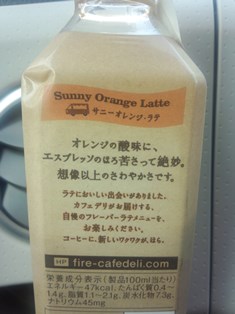 Sunny Orange Latte
サニーオレンジ・ラテ
オレンジの酸味に、
エスプレッソのほろ苦さって絶妙。
想像以上のさわやかさです。
ラテにおいしい出会いがありました。
カフェデリがお届けする、
自慢のフレーバーラテメニューを、
お楽しみください。
コーヒーに、新しいワクワク、はら。
HP fire-cafedeli.com
栄養成分表示(製品100ml当たり)
エネルギー47kcal、たんぱく質0.4～
1.4g、脂質1.1～2.1g、炭水化物7.3g、
ナトリウム45mg